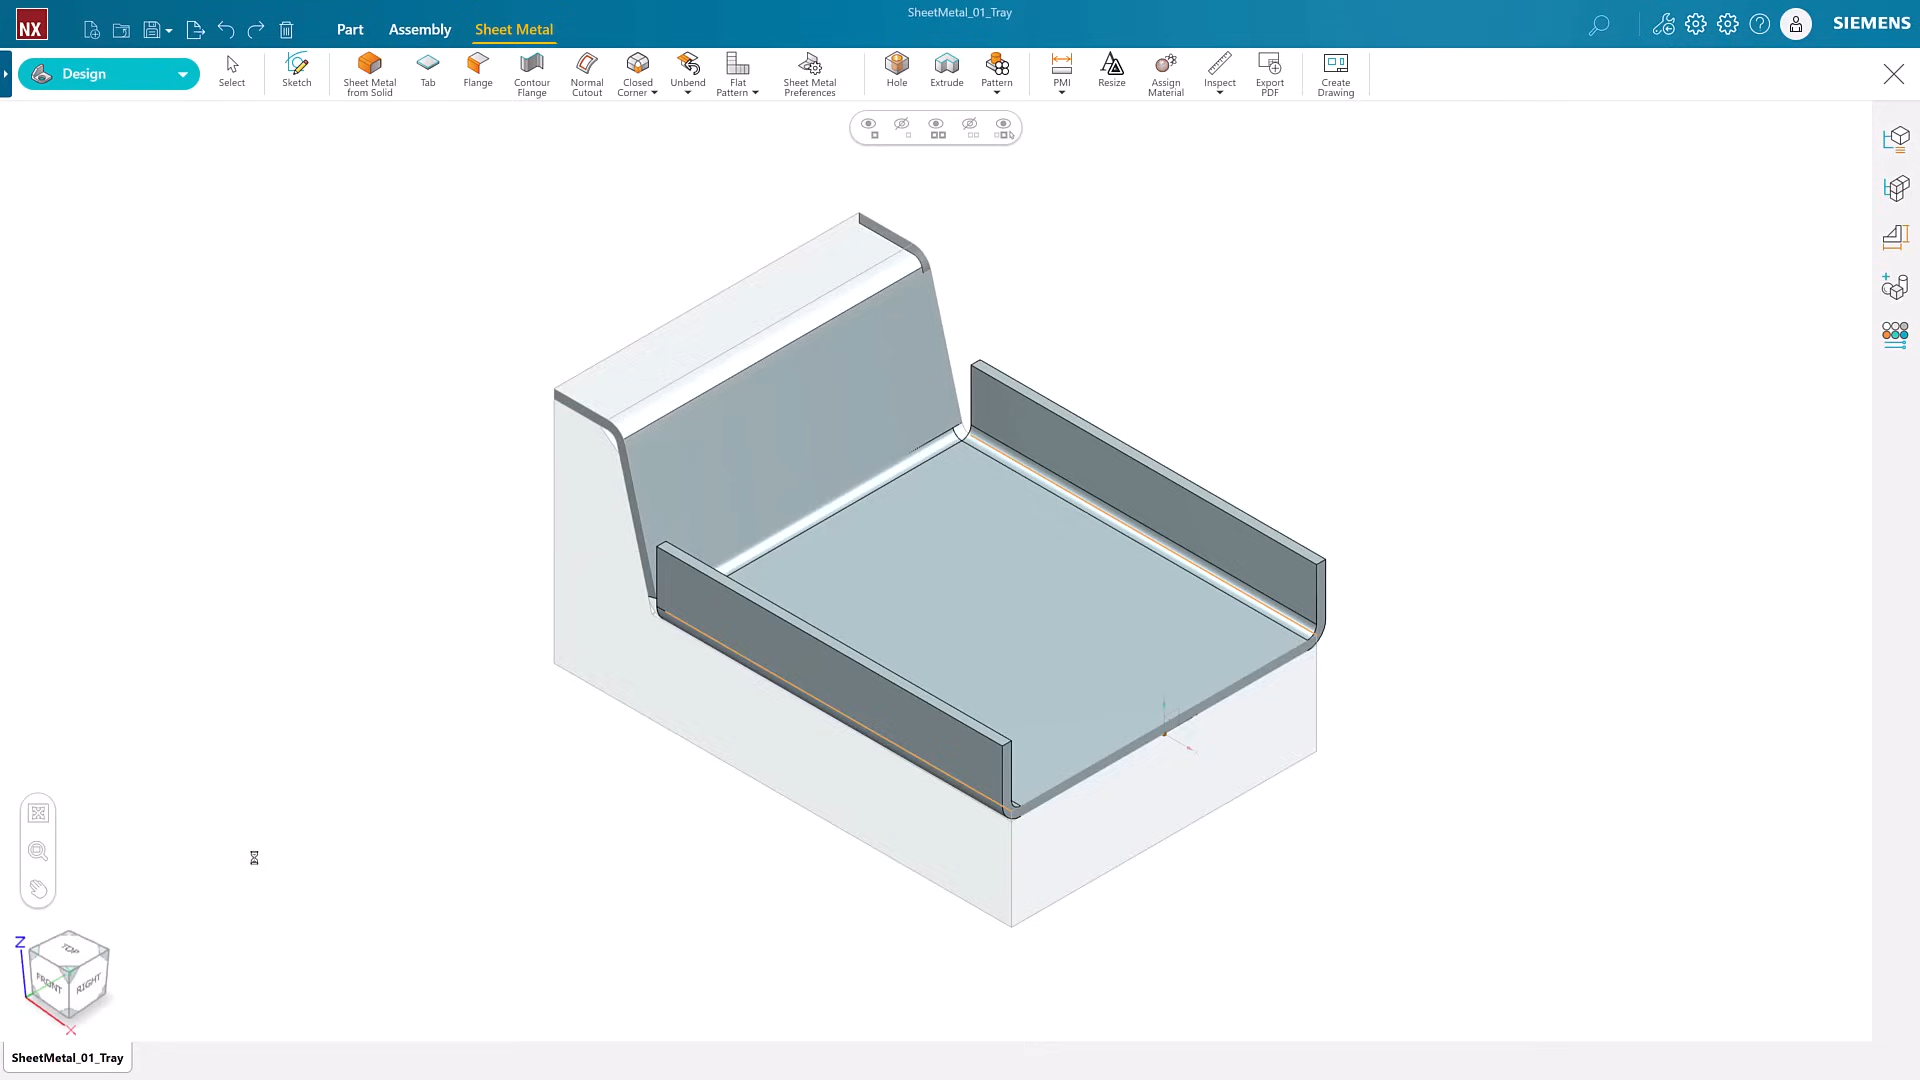 SheetMetal_01_Tray
NX
Part
Assembly
Sheet Metal
SIEMENS
Design
Select
Sketch
Sheet Metal
from Solid
Tab
Flange
Contour
Flange
Normal
Cutout
Closed
Corner
Unbend
Flat
Pattern
Sheet Metal
Preferences
Hole
Extrude
Pattern
PMI
Resize
Assign
Material
Inspect
Export
PDF
Create
Drawing
Z
TOP
FRONT
RIGHT
X
SheetMetal_01_Tray